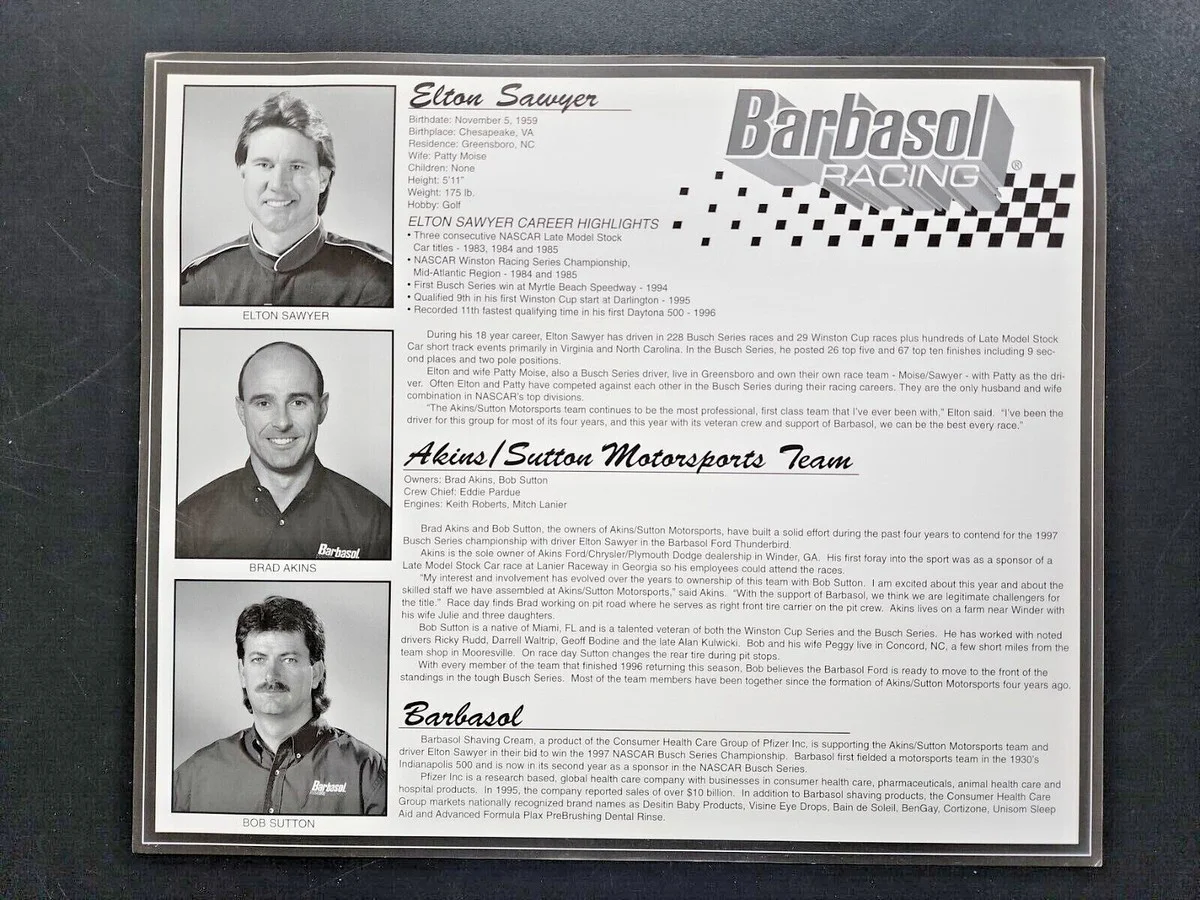 Elton Sawyer
Birthdate: November 5, 1959
Birthplace: Chesapeake, VA
Residence: Greensboro, NC
Wife: Patty Moise
Children: None
Height: 5'11"
Weight: 175 lb.
Hobby: Golf
Barbasol
RACING
®
ELTON SAWYER CAREER HIGHLIGHTS
• Three consecutive NASCAR Late Model Stock
Car titles - 1983, 1984 and 1985
• NASCAR Winston Racing Series Championship,
Mid-Atlantic Region - 1984 and 1985
• First Busch Series win at Myrtle Beach Speedway - 1994
• Qualified 9th in his first Winston Cup start at Darlington - 1995
• Recorded 11th fastest qualifying time in his first Daytona 500 - 1996
ELTON SAWYER
During his 18 year career, Elton Sawyer has driven in 228 Busch Series races and 29 Winston Cup races plus hundreds of Late Model Stock
Car short track events primarily in Virginia and North Carolina. In the Busch Series, he posted 26 top five and 67 top ten finishes including 9 sec-
ond places and two pole positions.
Elton and wife Patty Moise, also a Busch Series driver, live in Greensboro and own their own race team - Moise/Sawyer - with Patty as the dri-
ver. Often Elton and Patty have competed against each other in the Busch Series during their racing careers. They are the only husband and wife
combination in NASCAR's top divisions.
"The Akins/Sutton Motorsports team continues to be the most professional, first class team that I've ever been with," Elton said. "I've been the
driver for this group for most of its four years, and this year with its veteran crew and support of Barbasol, we can be the best every race."
Akins/Sutton Motorsports Team
Owners: Brad Akins, Bob Sutton
Crew Chief: Eddie Pardue
Engines: Keith Roberts, Mitch Lanier
Barbasol
BRAD AKINS
Brad Akins and Bob Sutton, the owners of Akins/Sutton Motorsports, have built a solid effort during the past four years to contend for the 1997
Busch Series championship with driver Elton Sawyer in the Barbasol Ford Thunderbird.
Akins is the sole owner of Akins Ford/Chrysler/Plymouth Dodge dealership in Winder, GA. His first foray into the sport was as a sponsor of a
Late Model Stock Car race at Lanier Raceway in Georgia so his employees could attend the races.
"My interest and involvement has evolved over the years to ownership of this team with Bob Sutton. I am excited about this year and about the
skilled staff we have assembled at Akins/Sutton Motorsports," said Akins. "With the support of Barbasol, we think we are legitimate challengers for
the title." Race day finds Brad working on pit road where he serves as right front tire carrier on the pit crew. Akins lives on a farm near Winder with
his wife Julie and three daughters.
Bob Sutton is a native of Miami, FL and is a talented veteran of both the Winston Cup Series and the Busch Series. He has worked with noted
drivers Ricky Rudd, Darrell Waltrip, Geoff Bodine and the late Alan Kulwicki. Bob and his wife Peggy live in Concord, NC, a few short miles from the
team shop in Mooresville. On race day Sutton changes the rear tire during pit stops.
With every member of the team that finished 1996 returning this season, Bob believes the Barbasol Ford is ready to move to the front of the
standings in the tough Busch Series. Most of the team members have been together since the formation of Akins/Sutton Motorsports four years ago.
Barbasol
Barbasol Shaving Cream, a product of the Consumer Health Care Group of Pfizer Inc, is supporting the Akins/Sutton Motorsports team and
driver Elton Sawyer in their bid to win the 1997 NASCAR Busch Series Championship. Barbasol first fielded a motorsports team in the 1930's
Indianapolis 500 and is now in its second year as a sponsor in the NASCAR Busch Series.
Pfizer Inc is a research based, global health care company with businesses in consumer health care, pharmaceuticals, animal health care and
hospital products. In 1995, the company reported sales of over $10 billion. In addition to Barbasol shaving products, the Consumer Health Care
Group markets nationally recognized brand names as Desitin Baby Products, Visine Eye Drops, Bain de Soleil, BenGay, Cortizone, Unisom Sleep
Aid and Advanced Formula Plax PreBrushing Dental Rinse.
Barbasol
BOB SUTTON